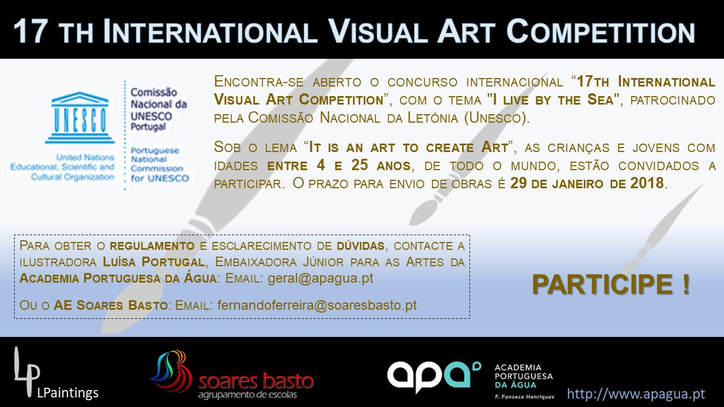 17 TH INTERNATIONAL VISUAL ART COMPETITION
UNESCO
United Nations
Educational, Scientific and
Cultural Organization
Comissão
Nacional da
UNESCO
Portugal
Portuguese
National
Commission
for UNESCO
ENCONTRA-SE ABERTO O CONCURSO INTERNACIONAL “17TH INTERNATIONAL
VISUAL ART COMPETITION”, COM O TEMA "I LIVE BY THE SEA", PATROCINADO
PELA COMISSÃO NACIONAL DA LETÓNIA (UNESCO).
SOB O LEMA “IT IS AN ART TO CREATE ART”, AS CRIANÇAS E JOVENS COM
IDADES ENTRE 4 E 25 ANOS, DE TODO O MUNDO, ESTÃO CONVIDADOS A
PARTICIPAR. O PRAZO PARA ENVIO DE OBRAS É 29 DE JANEIRO DE 2018.
PARA OBTER O REGULAMENTO E ESCLARECIMENTO DE DÚVIDAS, CONTACTE A
ILUSTRADORA LUÍSA PORTUGAL, EMBAIXADORA JÚNIOR PARA AS ARTES DA
ACADEMIA PORTUGUESA DA ÁGUA: EMAIL: geral@apagua.pt
OU O AE SOARES BASTO: EMAIL: fernandoferreira@soaresbasto.pt
PARTICIPE !
LP
LPaintings
soares basto
agrupamento de escolas
apa
ACADEMIA
PORTUGUESA
DA ÁGUA
F. Fonseca Henriques
http://www.apagua.pt